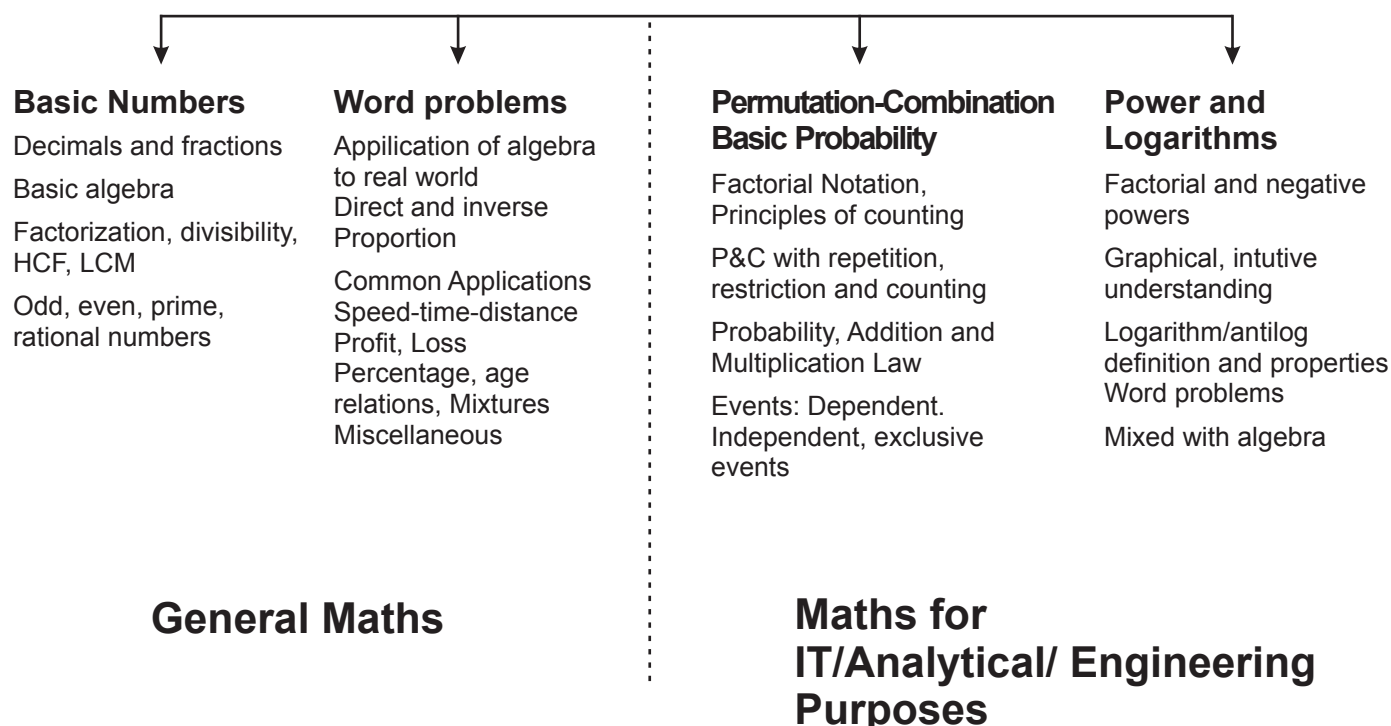 Basic Numbers
Decimals and fractions
Basic algebra
Factorization, divisibility,
HCF, LCM
Odd, even, prime,
rational numbers
Word problems
Appilication of algebra
to real world
Direct and inverse
Proportion
Common Applications
Speed-time-distance
Profit, Loss
Percentage, age
relations, Mixtures
Miscellaneous
General Maths
Permutation-Combination
Basic Probability
Factorial Notation,
Principles of counting
P&C with repetition,
restriction and counting
Probability, Addition and
Multiplication Law
Events: Dependent.
Independent, exclusive
events
Power and
Logarithms
Factorial and negative
powers
Graphical, intutive
understanding
Logarithm/antilog
definition and properties
Word problems
Mixed with algebra
Maths for
IT/Analytical/ Engineering
Purposes